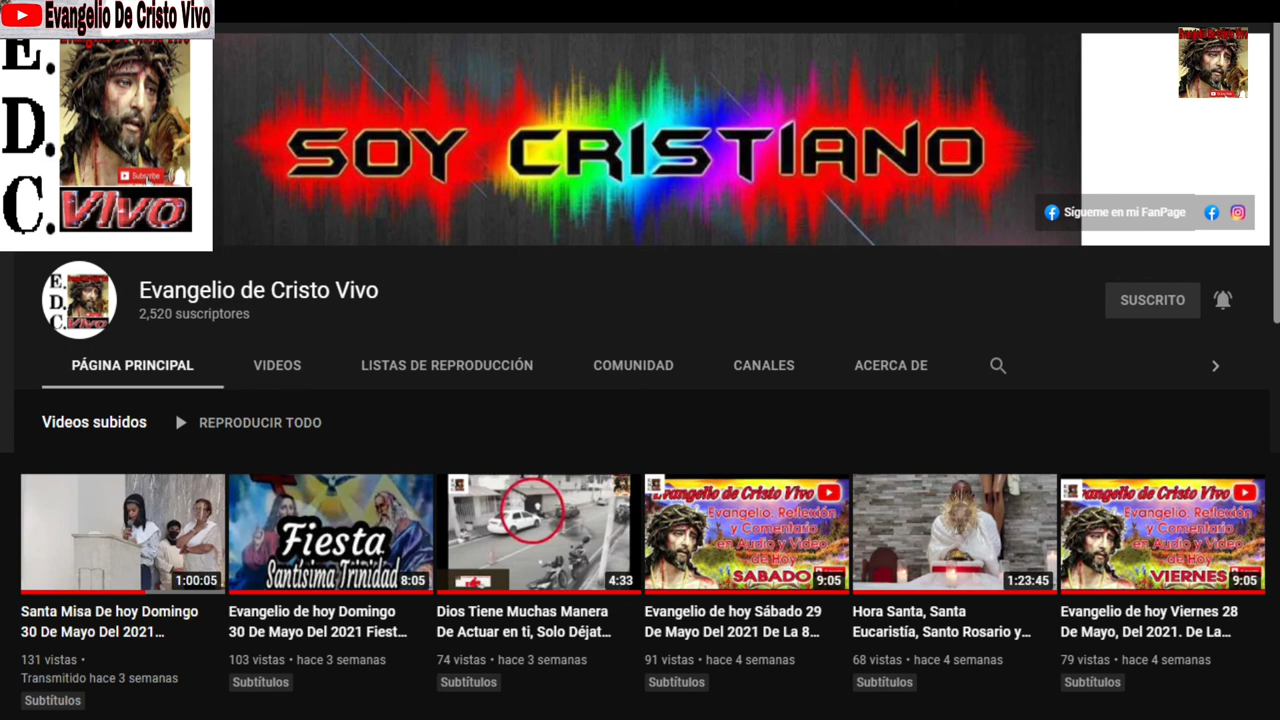 Evangelio De Cristo Vivo
E.
D.
C.
Subscribe
VIvo
SOY CRISTIANO
Sígueme en mi FanPage
Evangelio de Cristo Vivo
2,520 suscriptores
SUSCRITO
PÁGINA PRINCIPAL VIDEOS LISTAS DE REPRODUCCIÓN COMUNIDAD CANALES ACERCA DE
Videos subidos REPRODUCIR TODO
1:00:05
Fiesta
Santísima Trinidad
8:05
4:33
Evangelio de Cristo Vivo
Evangelio, Reflexión
y Comentario
en Audio y Video
de Hoy
SABADO
9:05
1:23:45
Evangelio de Cristo Vivo
Evangelio, Reflexión
y Comentario
en Audio y Video
de Hoy
VIERNES
9:05
Santa Misa De hoy Domingo
30 De Mayo Del 2021...
131 vistas •
Transmitido hace 3 semanas
Subtítulos
Evangelio de hoy Domingo
30 De Mayo Del 2021 Fiest...
103 vistas • hace 3 semanas
Subtítulos
Dios Tiene Muchas Manera
De Actuar en ti, Solo Déjat...
74 vistas • hace 3 semanas
Subtítulos
Evangelio de hoy Sábado 29
De Mayo Del 2021 De La 8...
91 vistas • hace 4 semanas
Subtítulos
Hora Santa, Santa
Eucaristía, Santo Rosario y...
68 vistas • hace 4 semanas
Subtítulos
Evangelio de hoy Viernes 28
De Mayo, Del 2021. De La...
79 vistas • hace 4 semanas
Subtítulos